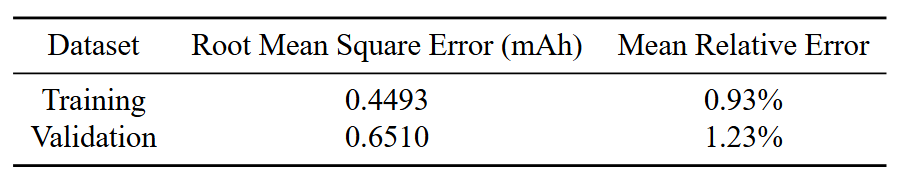 Dataset Root Mean Square Error (mAh) Mean Relative Error
Training 0.4493 0.93%
Validation 0.6510 1.23%